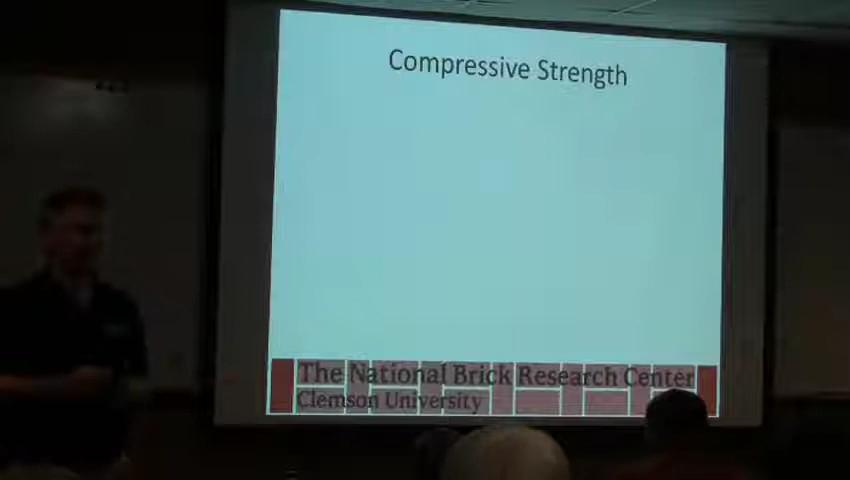 Compressive Strength
The National Brick Research Center
Clemson University